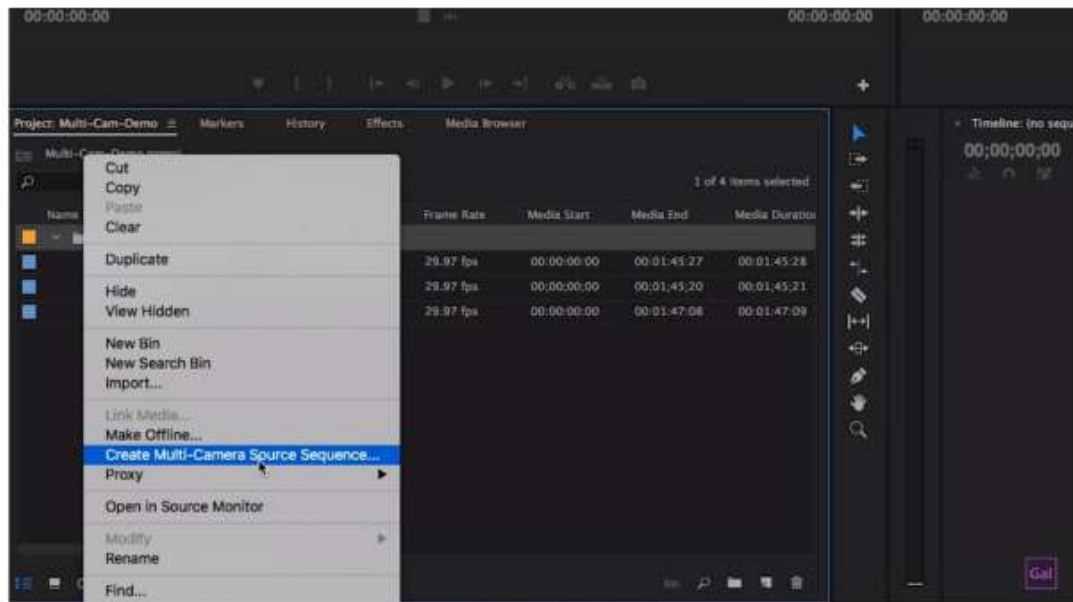 00:00:00:00
00:00:00:00
00:00:00:00
Project: Multi-Cam-Demo
Markers
History
Effects
Media Browser
Timeline: (no sequ
00;00;00;00
1 of 4 items selected
Name
Frame Rate
Media Start
Media End
Media Duration
29.97 fps
00:00:00:00
00:01:45:27
00:01:45:28
29.97 fps
00;00;00;00
00;01;45;20
00;01;45;21
29.97 fps
00:00:00:00
00:01:47:08
00:01:47:09
Cut
Copy
Paste
Clear
Duplicate
Hide
View Hidden
New Bin
New Search Bin
Import...
Link Media...
Make Offline...
Create Multi-Camera Source Sequence...
Proxy
Open in Source Monitor
Modify
Rename
Find...
Gal